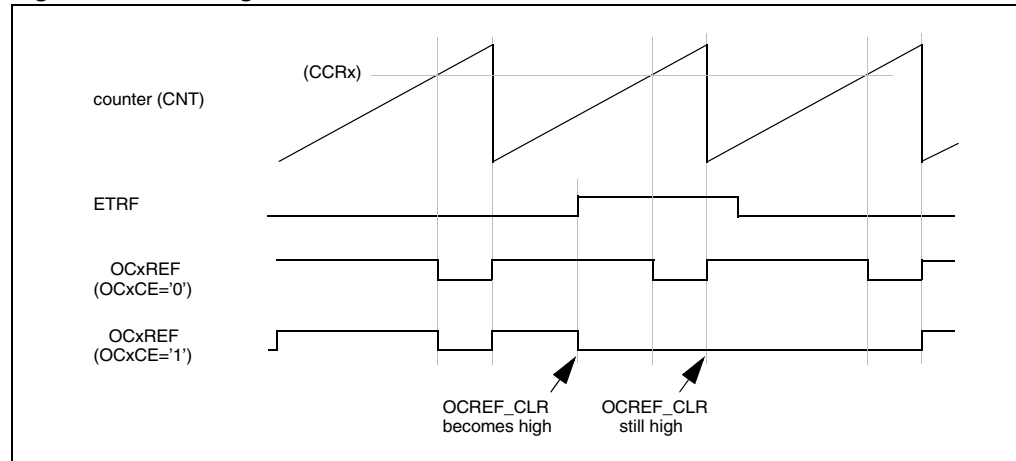 (CCRx)
counter (CNT)
ETRF
OCxREF
(OCxCE='0')
OCxREF
(OCxCE='1')
OCREF_CLR
becomes high
OCREF_CLR
still high